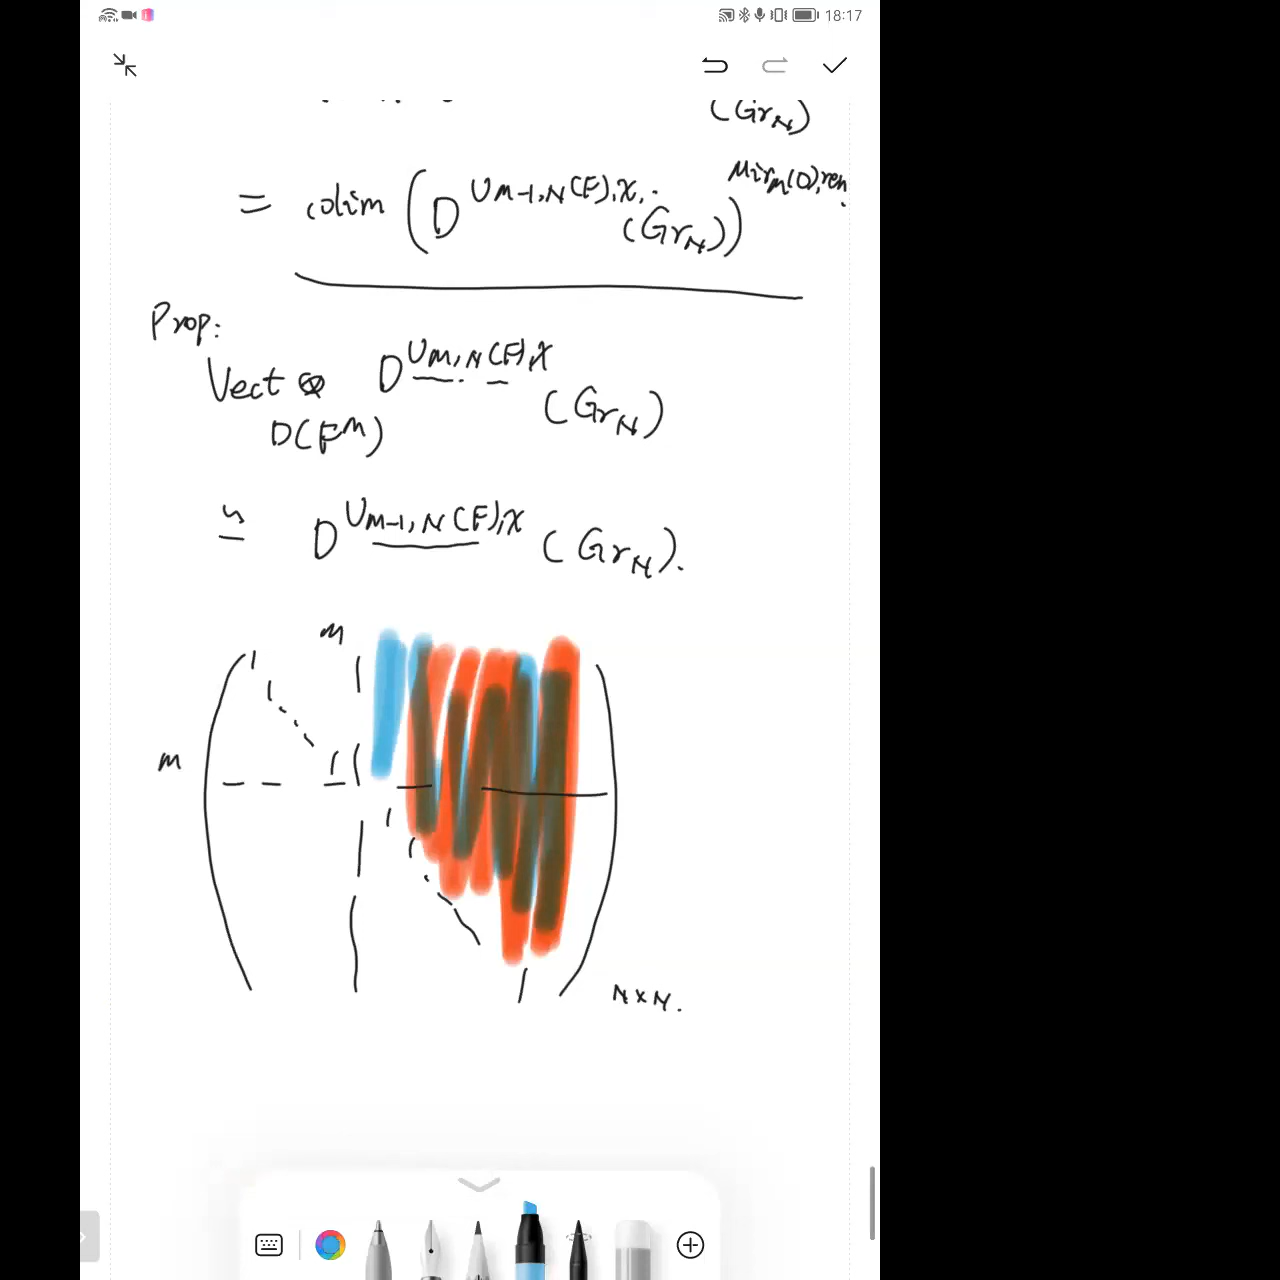 18:17
(Gr_N)
= colim (D^{U_{M-1,N}(F),χ,·}(Gr_N))^{Mir_m(O),ren.}
Prop:
Vect ⊗_{D(F^M)} D^{U_{M,N}(F),χ}(Gr_N)
≃ D^{U_{M-1,N}(F),χ}(Gr_N).
M
M
N×N.